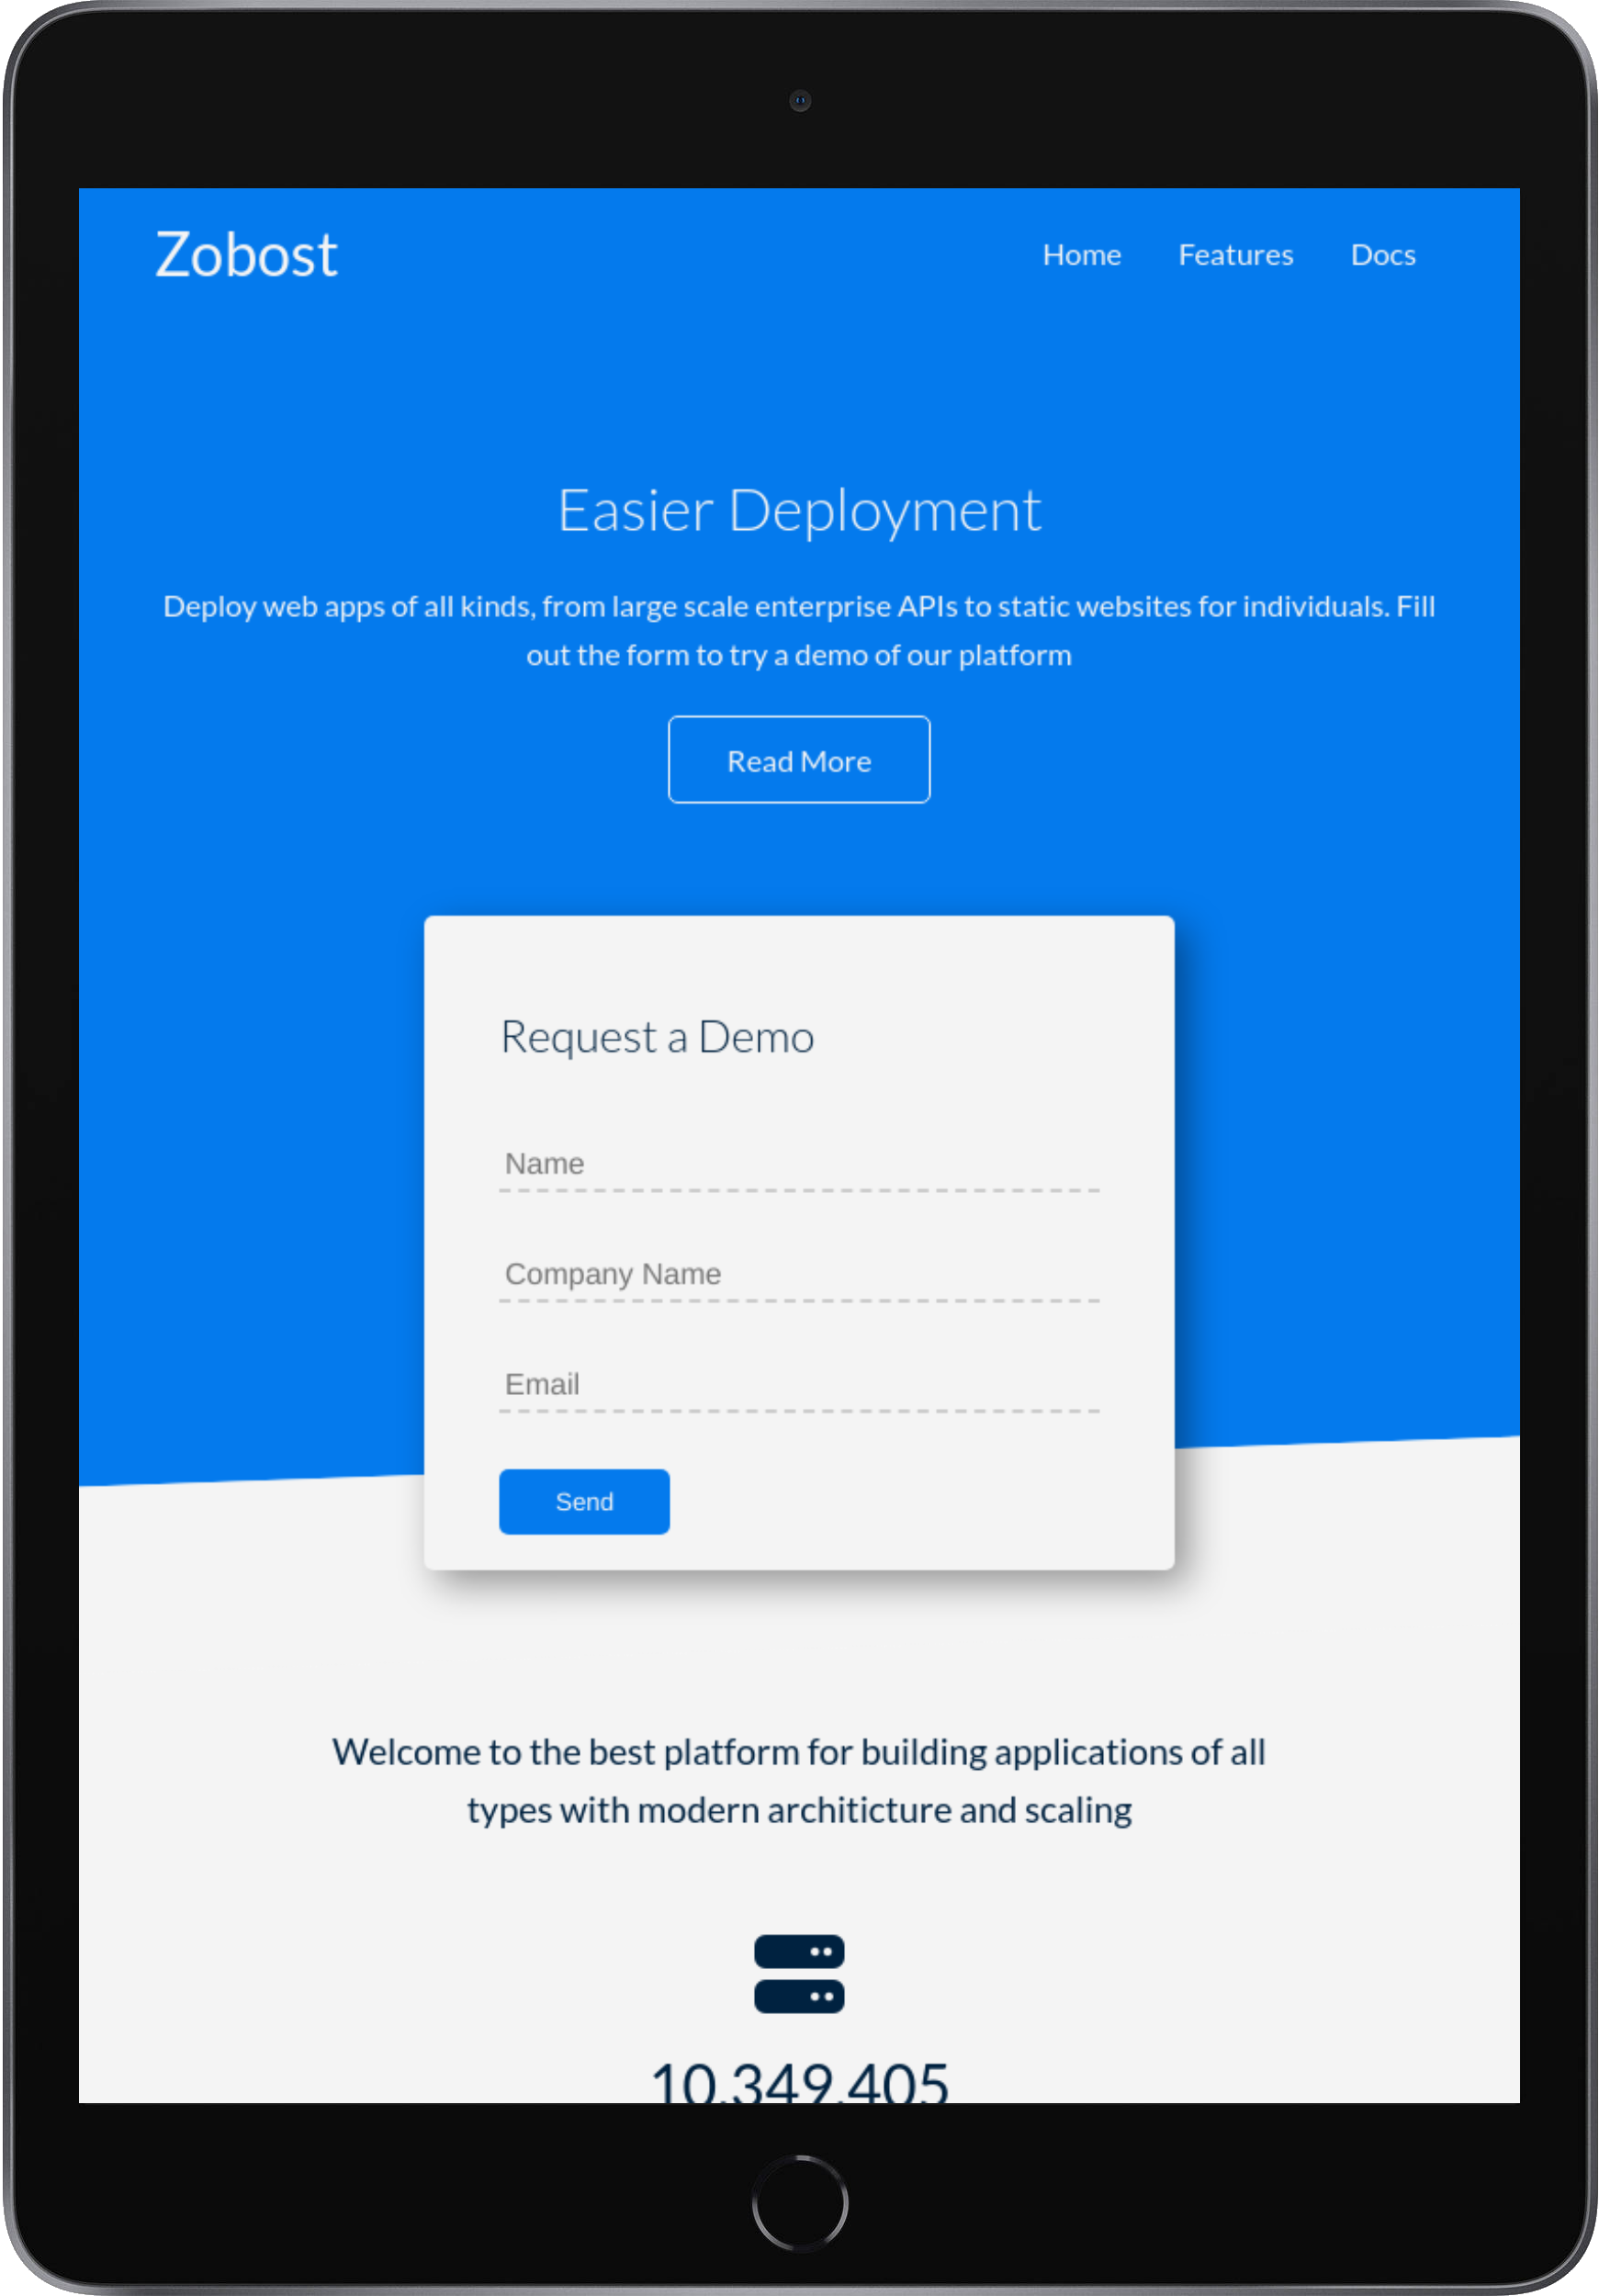 Zobost
Home Features Docs
Easier Deployment
Deploy web apps of all kinds, from large scale enterprise APIs to static websites for individuals. Fill
out the form to try a demo of our platform
Read More
Request a Demo
Name
Company Name
Email
Send
Welcome to the best platform for building applications of all
types with modern architicture and scaling
10,349,405